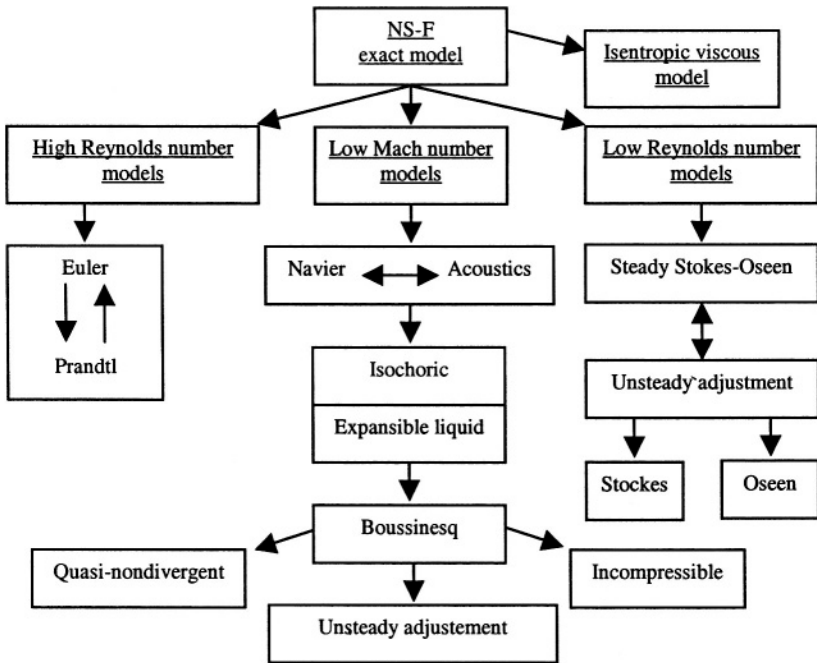 NS-F
exact model
Isentropic viscous
model
High Reynolds number
models
Low Mach number
models
Low Reynolds number
models
Euler
Prandtl
Navier
Acoustics
Steady Stokes-Oseen
Isochoric
Expansible liquid
Unsteady adjustment
Stockes
Oseen
Boussinesq
Quasi-nondivergent
Incompressible
Unsteady adjustement